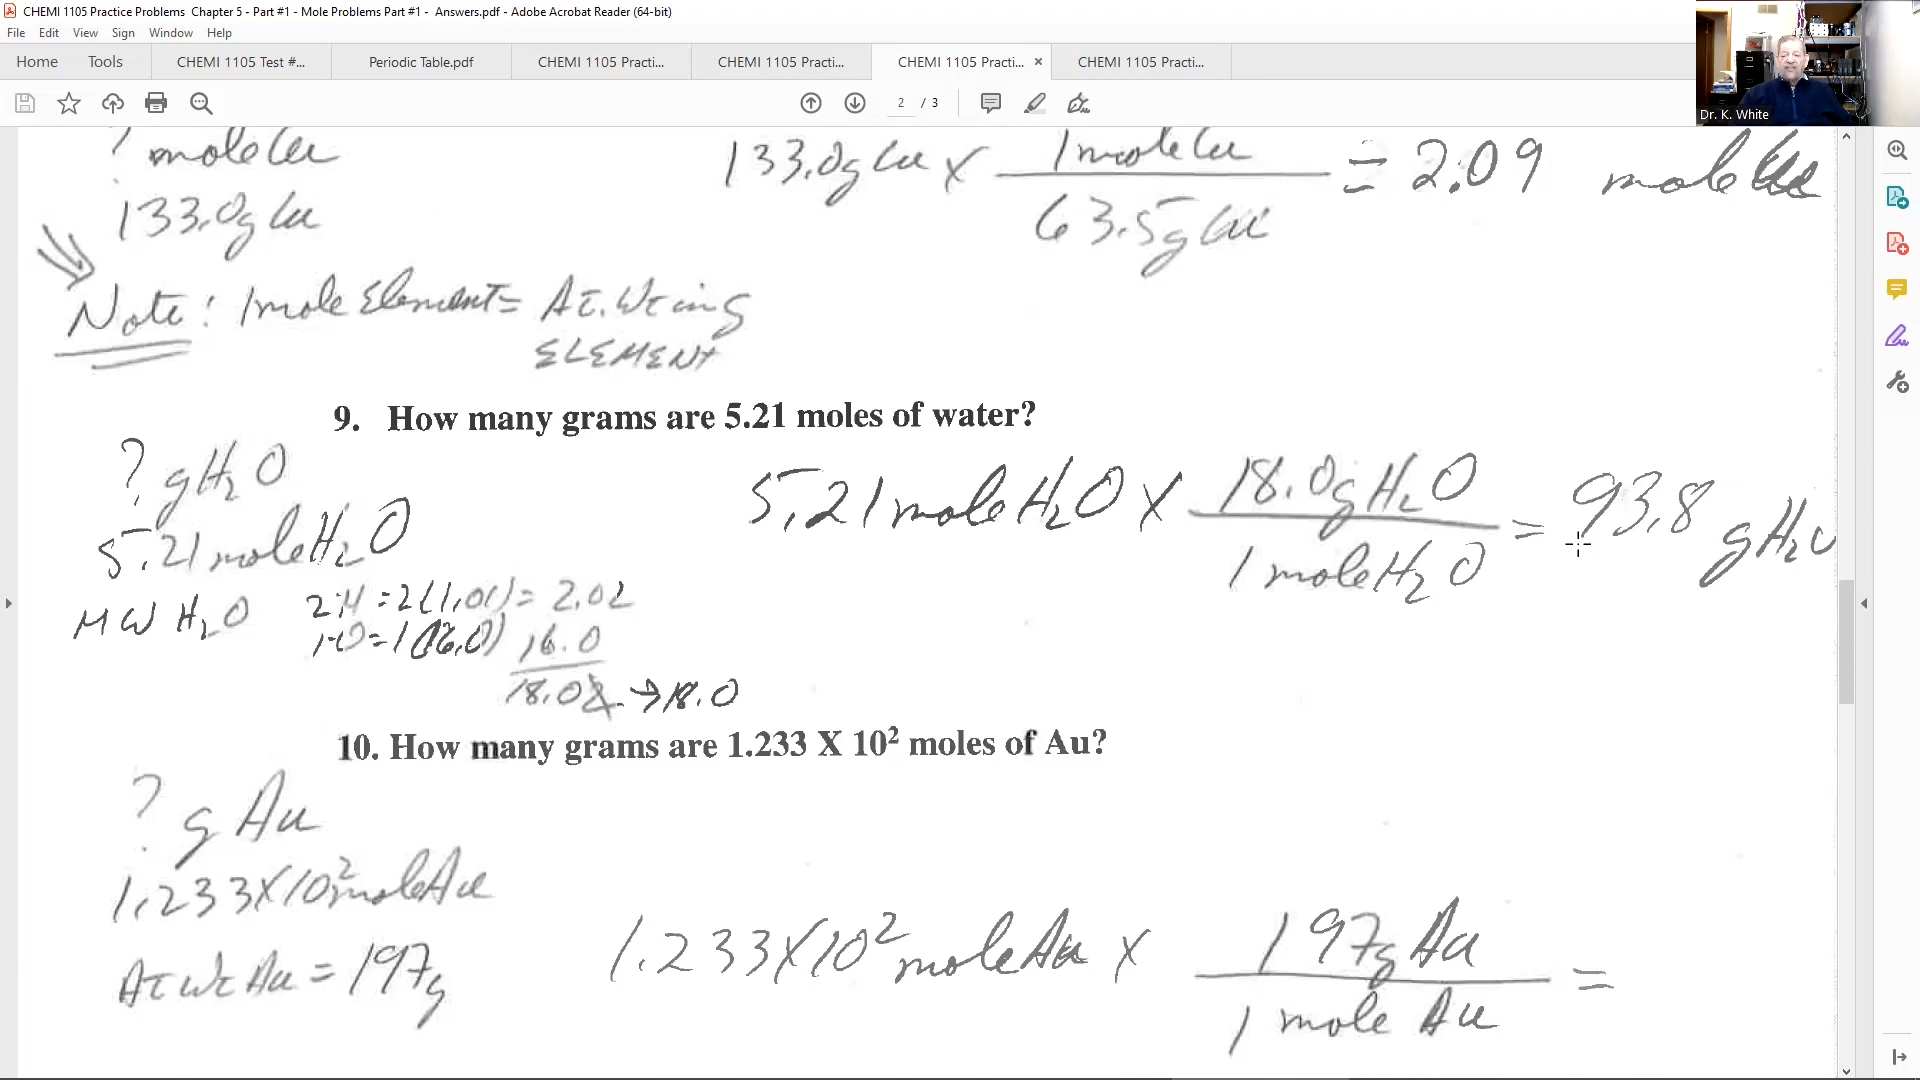 CHEMI 1105 Practice Problems Chapter 5 - Part #1 - Mole Problems Part #1 - Answers.pdf - Adobe Acrobat Reader (64-bit)
File Edit View Sign Window Help
Home Tools CHEMI 1105 Test #... Periodic Table.pdf CHEMI 1105 Practi... CHEMI 1105 Practi... CHEMI 1105 Practi... × CHEMI 1105 Practi...
2 / 3
Dr. K. White
? mole Cu
133.0g Cu
133.0g Cu X 1 mole Cu / 63.5g Cu = 2.09 mole Cu
Note: 1 mole Element = At. Wt in g
ELEMENT
9. How many grams are 5.21 moles of water?
? g H₂O
5.21 mole H₂O
5.21 mole H₂O X 18.0g H₂O / 1 mole H₂O = 93.8 g H₂O
MW H₂O 2-H = 2(1.01) = 2.02
1-O = 1(16.0) 16.0
18.02 → 18.0
10. How many grams are 1.233 X 10² moles of Au?
? g Au
1.233 X 10² mole Au
At Wt Au = 197g
1.233 X 10² mole Au X 197g Au / 1 mole Au =